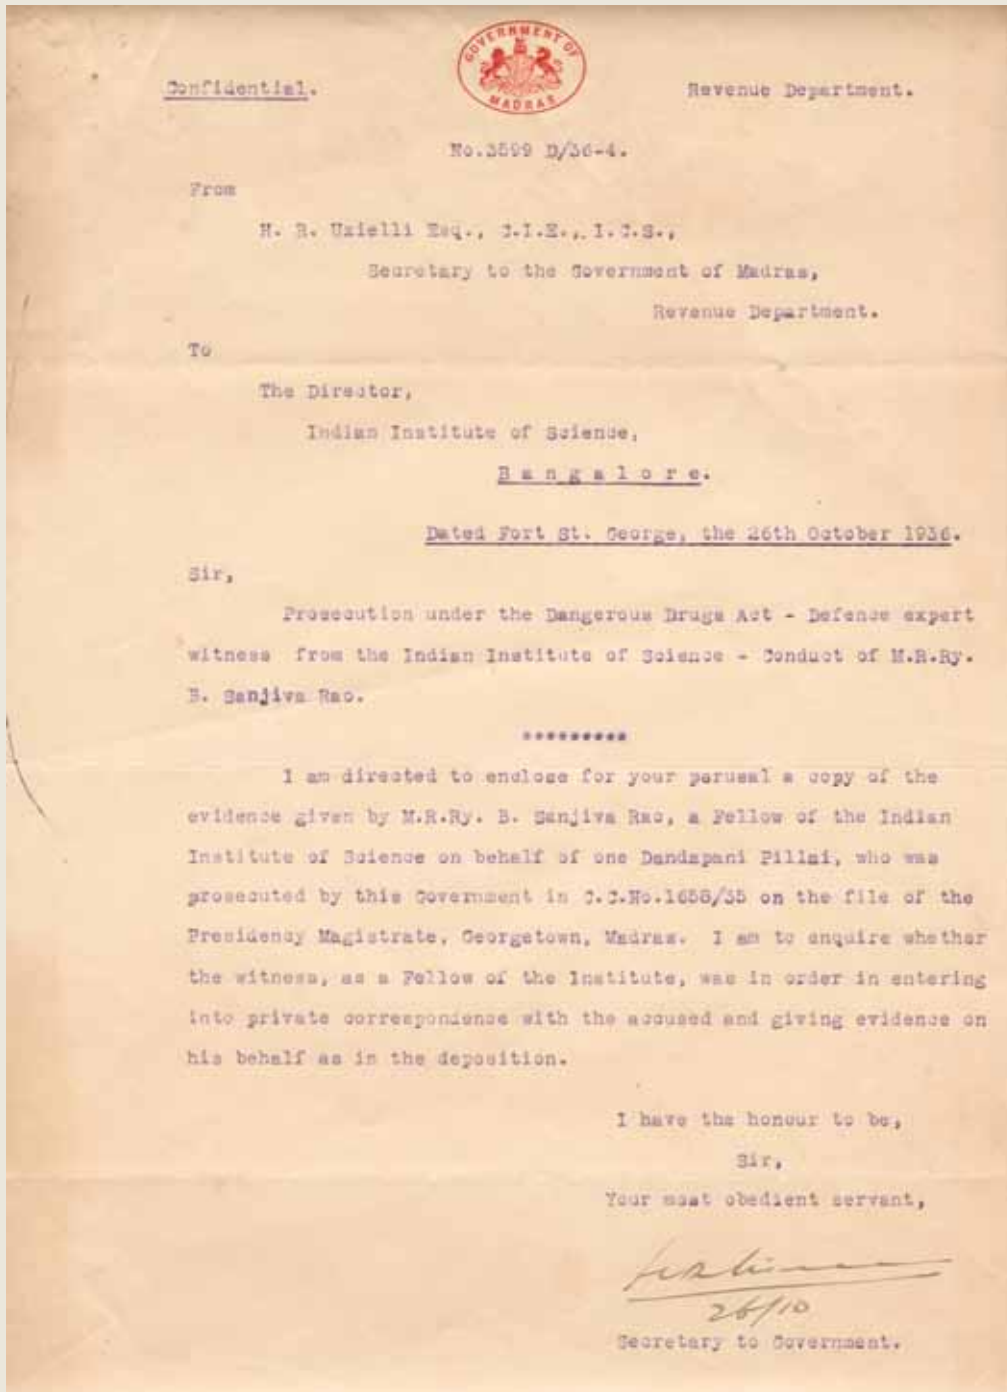 GOVERNMENT OF
MADRAS
Confidential.
Revenue Department.
No.3599 D/36-4.
From
H. R. Uzielli Esq., C.I.E., I.C.S.,
Secretary to the Government of Madras,
Revenue Department.
To
The Director,
Indian Institute of Science,
Bangalore.
Dated Fort St. George, the 26th October 1936.
Sir,
Prosecution under the Dangerous Drugs Act - Defence expert
witness from the Indian Institute of Science - Conduct of M.R.Ry.
B. Sanjiva Rao.
*********
I am directed to enclose for your perusal a copy of the
evidence given by M.R.Ry. B. Sanjiva Rao, a Fellow of the Indian
Institute of Science on behalf of one Dandapani Pillai, who was
prosecuted by this Government in C.C.No.1658/35 on the file of the
Presidency Magistrate, Georgetown, Madras. I am to enquire whether
the witness, as a Fellow of the Institute, was in order in entering
into private correspondence with the accused and giving evidence on
his behalf as in the deposition.
I have the honour to be,
Sir,
Your most obedient servant,
26/10
Secretary to Government.